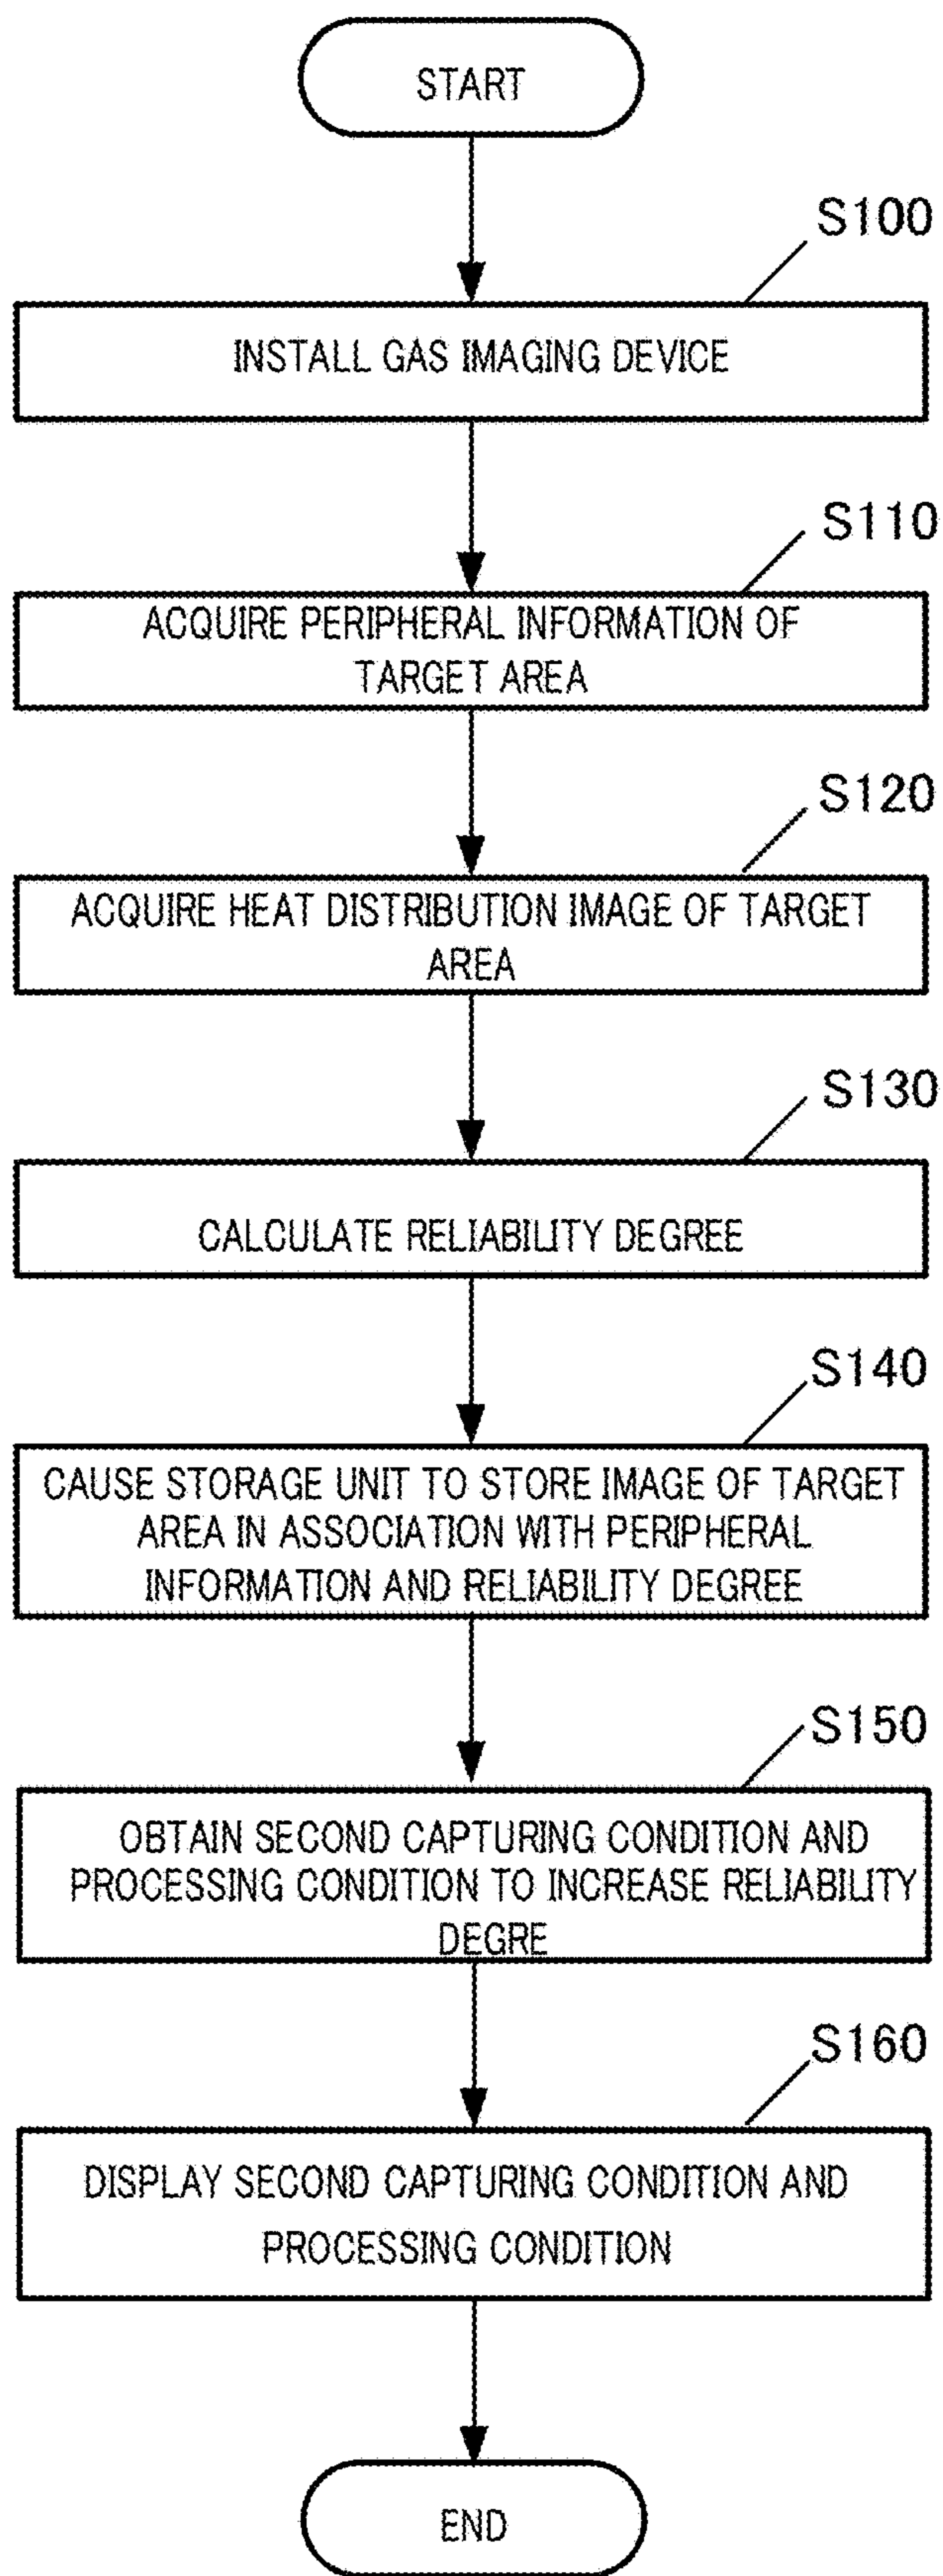 START
S100
INSTALL GAS IMAGING DEVICE
S110
ACQUIRE PERIPHERAL INFORMATION OF
TARGET AREA
S120
ACQUIRE HEAT DISTRIBUTION IMAGE OF TARGET
AREA
S130
CALCULATE RELIABILITY DEGREE
S140
CAUSE STORAGE UNIT TO STORE IMAGE OF TARGET
AREA IN ASSOCIATION WITH PERIPHERAL
INFORMATION AND RELIABILITY DEGREE
S150
OBTAIN SECOND CAPTURING CONDITION AND
PROCESSING CONDITION TO INCREASE RELIABILITY
DEGRE
S160
DISPLAY SECOND CAPTURING CONDITION AND
PROCESSING CONDITION
END